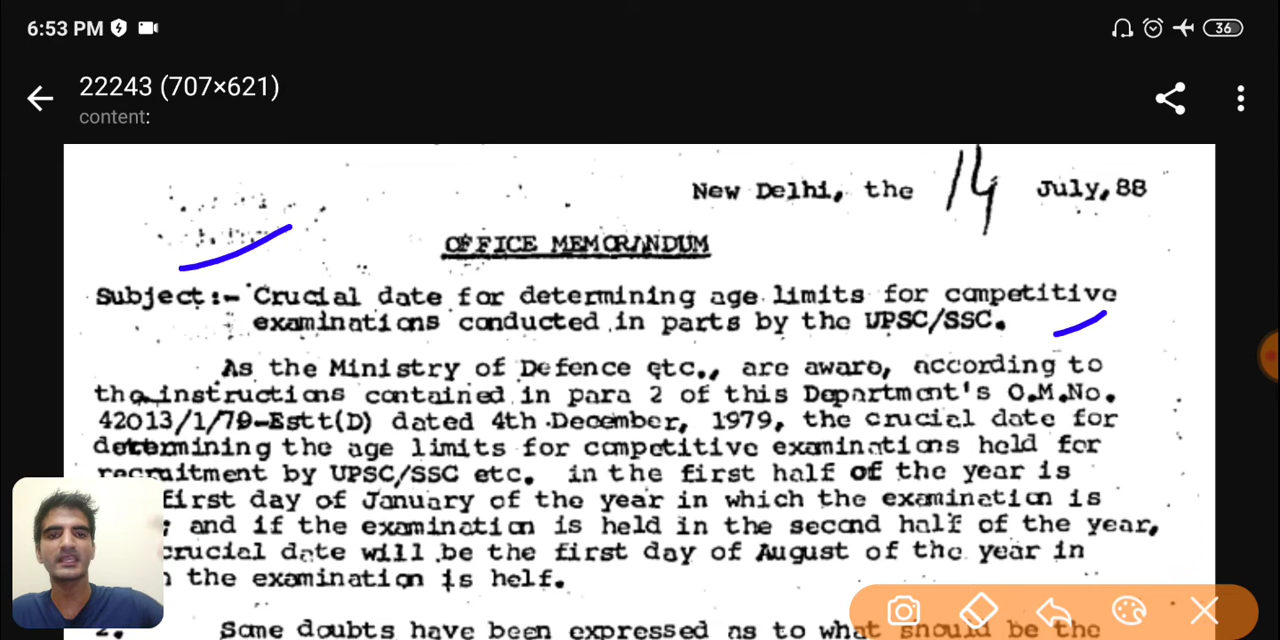 6:53 PM
36
22243 (707×621)
content:
New Delhi, the 14 July, 88
OFFICE MEMORANDUM
Subject:- Crucial date for determining age limits for competitive
examinations conducted in parts by the UPSC/SSC.
As the Ministry of Defence etc., are aware, according to
the instructions contained in para 2 of this Department's O.M.No.
42013/1/79-Estt(D) dated 4th December, 1979, the crucial date for
determining the age limits for competitive examinations held for
recruitment by UPSC/SSC etc. in the first half of the year is
first day of January of the year in which the examination is
; and if the examination is held in the second half of the year,
crucial date will be the first day of August of the year in
the examination is helf.
2. Some doubts have been expressed as to what should be the